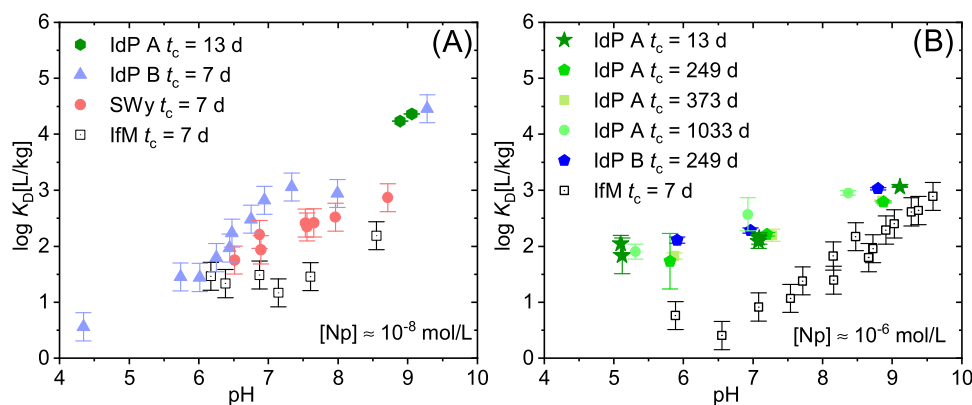 (A)
IdP A t_c = 13 d
IdP B t_c = 7 d
SWy t_c = 7 d
IfM t_c = 7 d
log K_D[L/kg]
6
5
4
3
2
1
0
[Np] ≈ 10⁻⁸ mol/L
4 5 6 7 8 9 10
pH
(B)
IdP A t_c = 13 d
IdP A t_c = 249 d
IdP A t_c = 373 d
IdP A t_c = 1033 d
IdP B t_c = 249 d
IfM t_c = 7 d
log K_D[L/kg]
6
5
4
3
2
1
0
[Np] ≈ 10⁻⁶ mol/L
4 5 6 7 8 9 10
pH